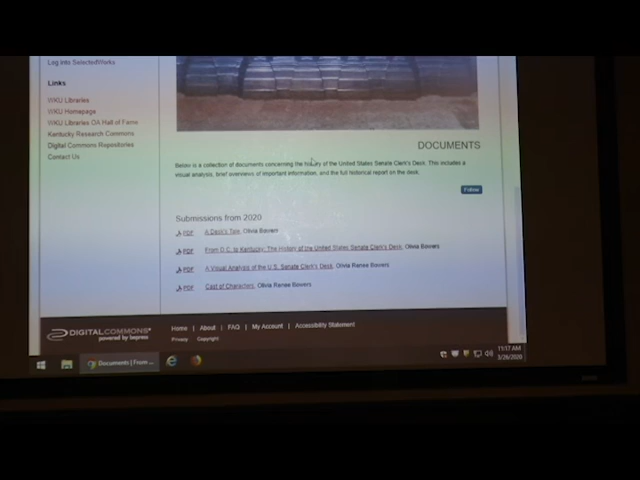 Log into SelectedWorks
Links
WKU Libraries
WKU Homepage
WKU Libraries OA Hall of Fame
Kentucky Research Commons
Digital Commons Repositories
Contact Us
DOCUMENTS
Below is a collection of documents concerning the history of the United States Senate Clerk's Desk. This includes a
visual analysis, brief overviews of important information, and the full historical report on the desk.
Follow
Submissions from 2020
PDF A Desk's Tale, Olivia Bowers
PDF From D.C. to Kentucky: The History of the United States Senate Clerk's Desk, Olivia Bowers
PDF A Visual Analysis of the U.S. Senate Clerk's Desk, Olivia Renee Bowers
PDF Cast of Characters, Olivia Renee Bowers
DIGITALCOMMONS
powered by bepress
Home | About | FAQ | My Account | Accessibility Statement
Privacy Copyright
Documents | From ...
11:17 AM
3/26/2020